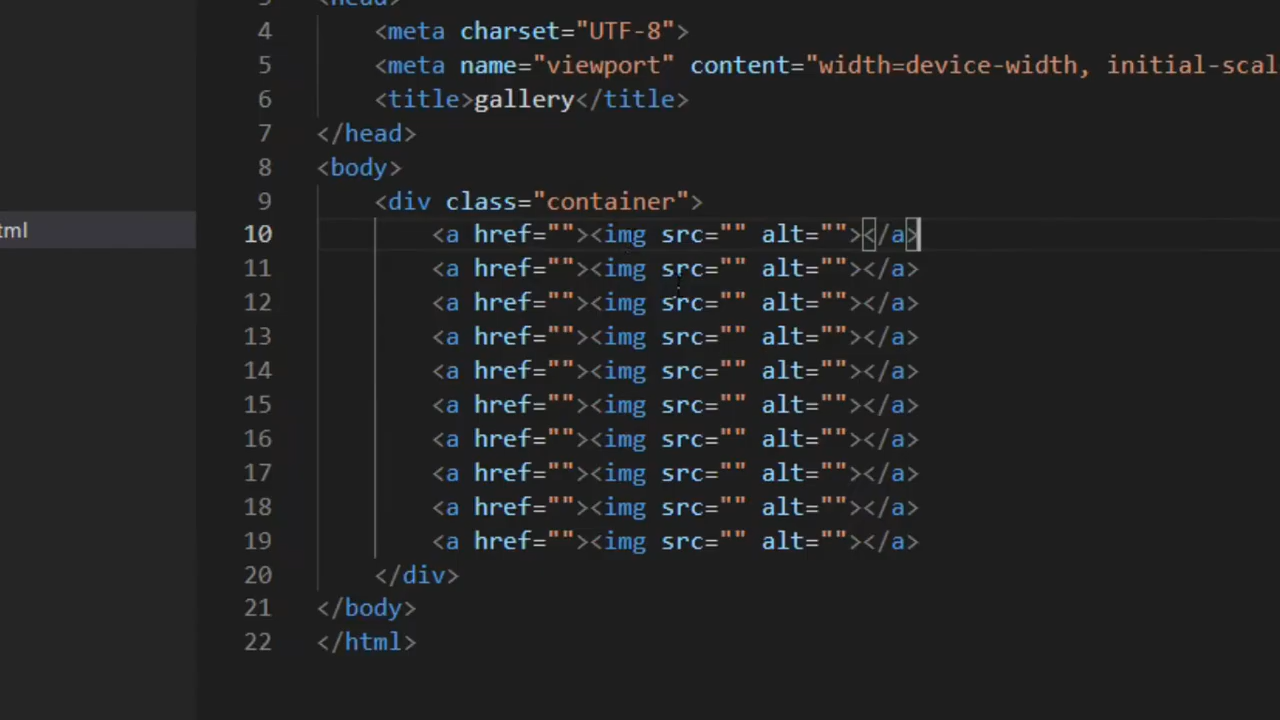 3 <head>
4 <meta charset="UTF-8">
5 <meta name="viewport" content="width=device-width, initial-scal
6 <title>gallery</title>
7 </head>
8 <body>
9 <div class="container">
tml
10 <a href=""><img src="" alt=""></a>
11 <a href=""><img src="" alt=""></a>
12 <a href=""><img src="" alt=""></a>
13 <a href=""><img src="" alt=""></a>
14 <a href=""><img src="" alt=""></a>
15 <a href=""><img src="" alt=""></a>
16 <a href=""><img src="" alt=""></a>
17 <a href=""><img src="" alt=""></a>
18 <a href=""><img src="" alt=""></a>
19 <a href=""><img src="" alt=""></a>
20 </div>
21 </body>
22 </html>